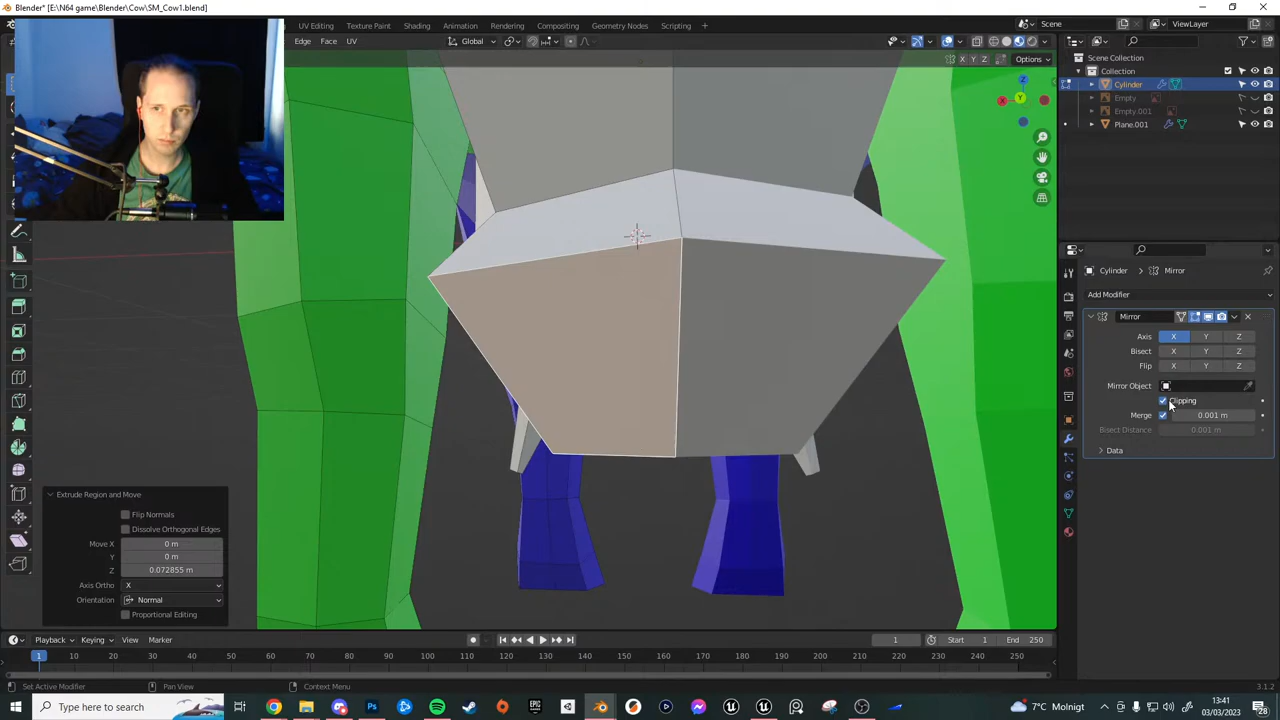 Blender* [E:\N64 game\Blender\Cow\SM_Cow1.blend]
UV Editing
Texture Paint
Shading
Animation
Rendering
Compositing
Geometry Nodes
Scripting
Scene
ViewLayer
Edge
Face
UV
Global
X
Y
Z
Options
Scene Collection
Collection
Cylinder
Empty
Empty.001
Plane.001
X
Y
Z
Cylinder
Mirror
Add Modifier
Mirror
Axis
X
Y
Z
Bisect
X
Y
Z
Flip
X
Y
Z
Mirror Object
Clipping
Merge
0.001 m
Bisect Distance
0.001 m
Data
Extrude Region and Move
Flip Normals
Dissolve Orthogonal Edges
Move X
0 m
Y
0 m
Z
0.072855 m
Axis Ortho
X
Orientation
Normal
Proportional Editing
Playback
Keying
View
Marker
1
Start
1
End
250
1
10
20
30
40
50
60
70
80
90
100
110
120
130
140
150
160
170
180
190
200
210
220
230
240
250
Set Active Modifier
Pan View
Context Menu
3.1.2
Type here to search
7°C Molnigt
13:41
03/03/2023
28